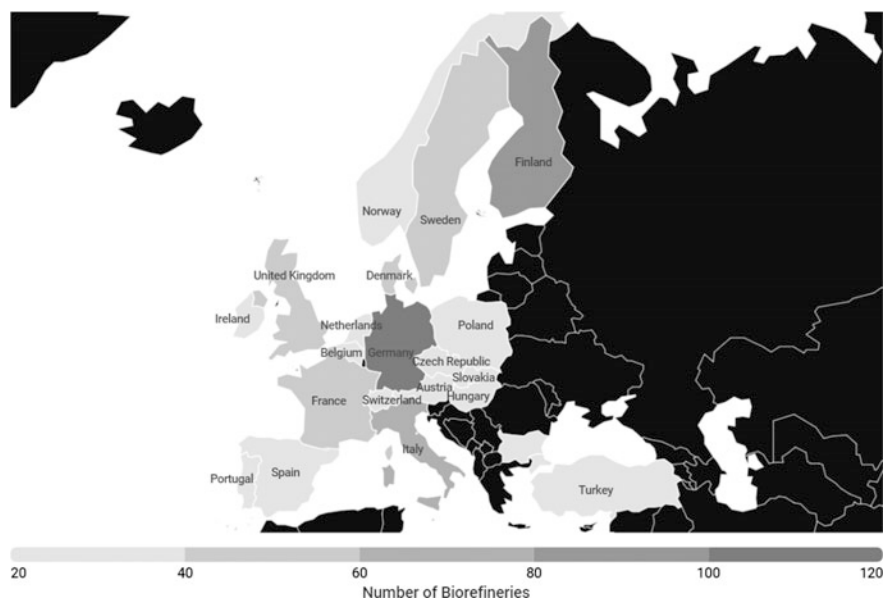 Finland
Norway
Sweden
United Kingdom
Denmark
Ireland
Netherlands
Poland
Belgium
Germany
Czech Republic
Slovakia
Austria
Switzerland
Hungary
France
Italy
Portugal
Spain
Turkey
20 40 60 80 100 120
Number of Biorefineries